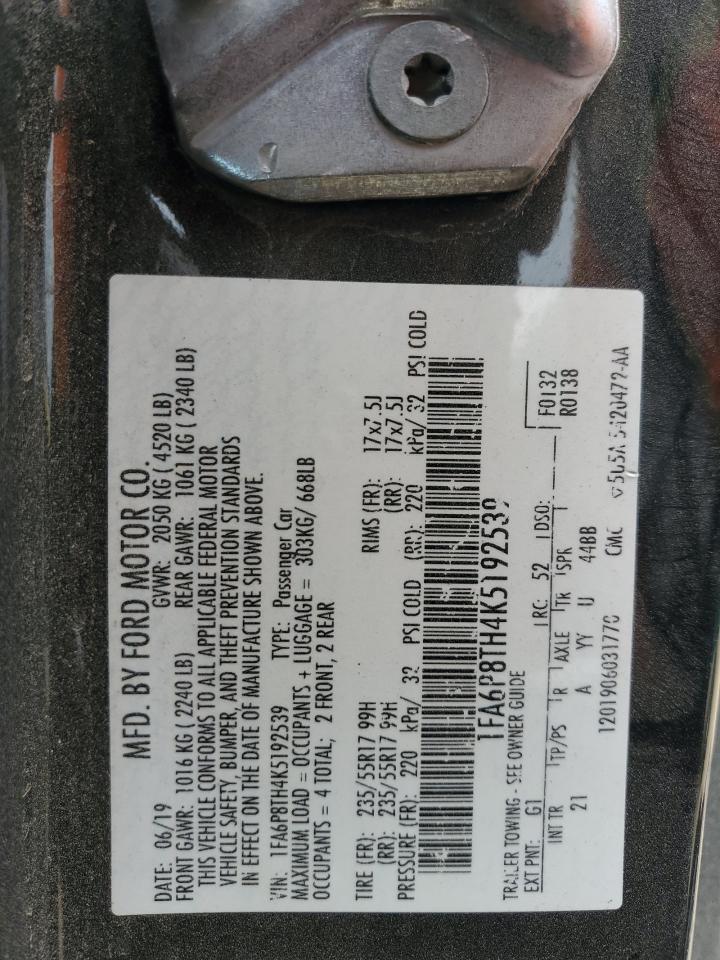 MFD. BY FORD MOTOR CO.
DATE: 06/19 GVWR: 2050 KG ( 4520 LB)
FRONT GAWR: 1016 KG ( 2240 LB) REAR GAWR: 1061 KG ( 2340 LB)
THIS VEHICLE CONFORMS TO ALL APPLICABLE FEDERAL MOTOR
VEHICLE SAFETY, BUMPER, AND THEFT PREVENTION STANDARDS
IN EFFECT ON THE DATE OF MANUFACTURE SHOWN ABOVE.
VIN: 1FA6P8TH4K5192539 TYPE: Passenger Car
MAXIMUM LOAD = OCCUPANTS + LUGGAGE = 303KG/ 668LB
OCCUPANTS = 4 TOTAL; 2 FRONT, 2 REAR
TIRE (FR): 235/55R17 99H RIMS (FR): 17x7.5J
(RR): 235/55R17 99H (RR): 17x7.5J
PRESSURE (FR): 220 kPa/ 32 PSI COLD (RR): 220 kPa/ 32 PSI COLD
1FA6P8TH4K5192539
TRAILER TOWING - SEE OWNER GUIDE
F0132
R0138
EXT PNT: G1 RC: 52 DSO:
INT TR TP/PS R AXLE TR SPR
21 A YY U 44BB
1201906031770 CMC